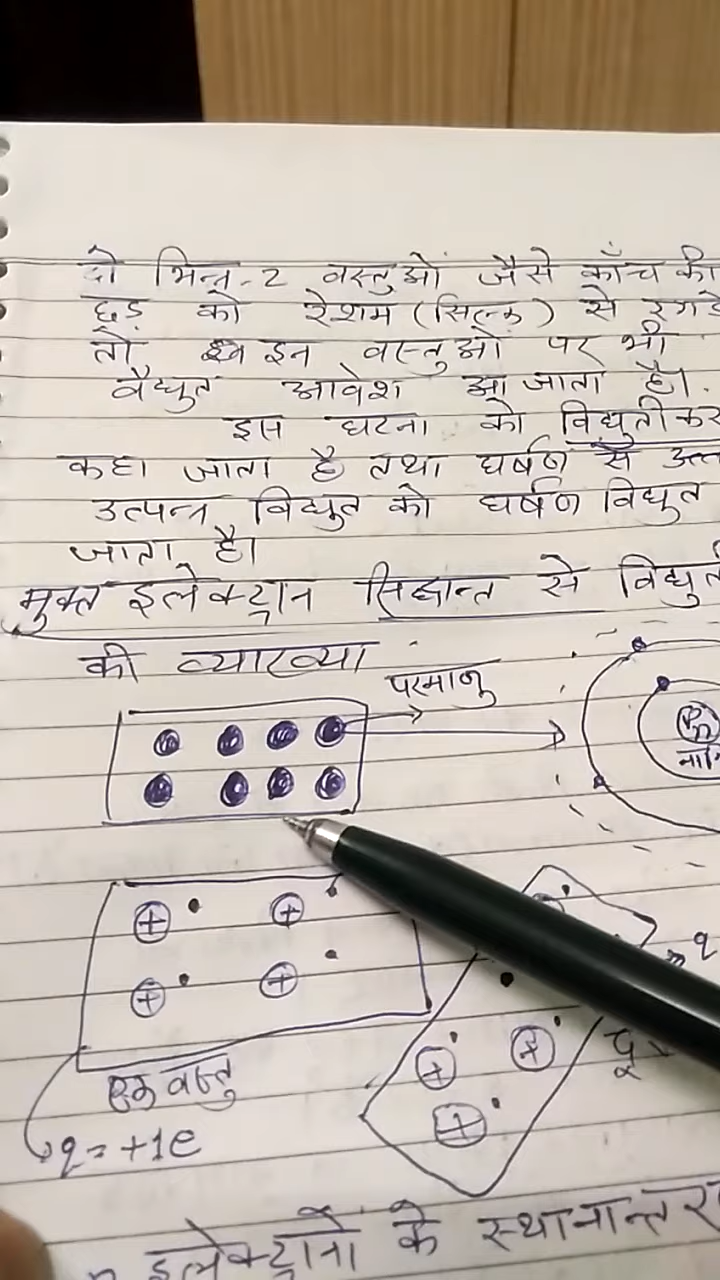 दो भिन्न-2 वस्तुओं जैसे काँच की
छड़ को रेशम (सिल्क) से रगड़े
तो इन वस्तुओं पर भी
वैद्युत आवेश आ जाता है।
इस घटना को विद्युतीकर
कहा जाता है तथा घर्षण से उत्प
उत्पन्न विद्युत को घर्षण विद्युत
जाता है।
मुक्त इलेक्ट्रान सिद्धान्त से विद्युती
की व्याख्या
परमाणु
एक वस्तु
q = +1e
इलेक्ट्रानों के स्थानान्तर